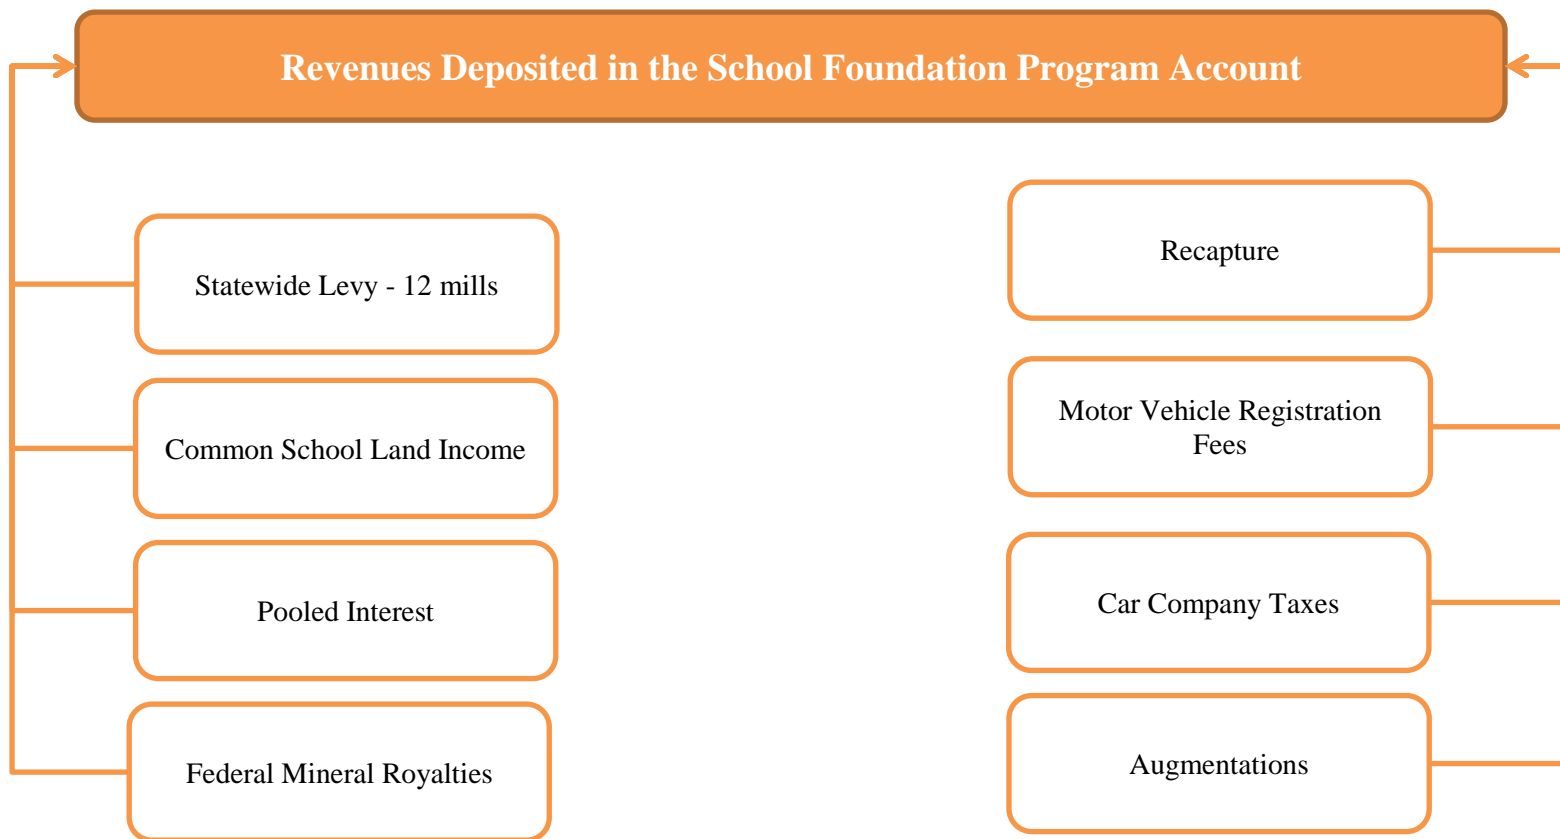 Revenues Deposited in the School Foundation Program Account
Statewide Levy - 12 mills
Common School Land Income
Pooled Interest
Federal Mineral Royalties
Recapture
Motor Vehicle Registration
Fees
Car Company Taxes
Augmentations